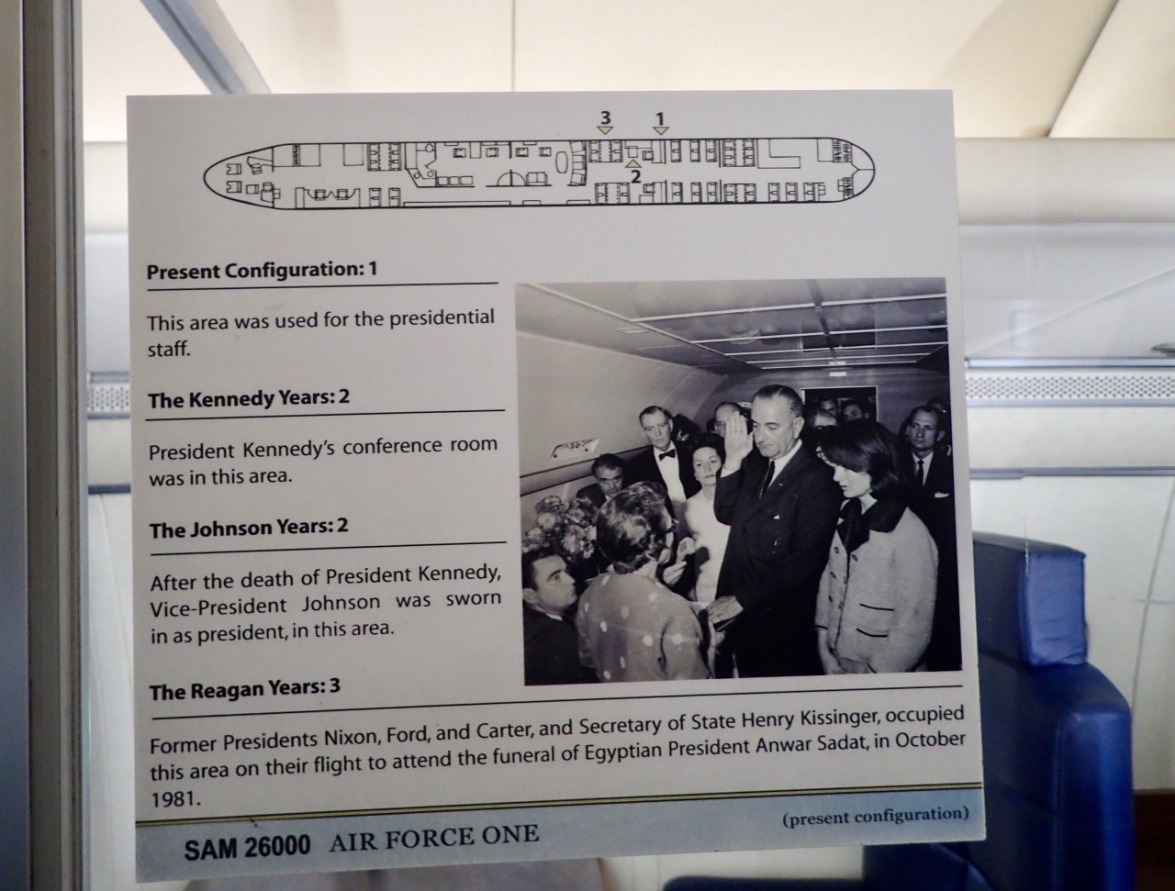 3 1
2
Present Configuration: 1
This area was used for the presidential
staff.
The Kennedy Years: 2
President Kennedy's conference room
was in this area.
The Johnson Years: 2
After the death of President Kennedy,
Vice-President Johnson was sworn
in as president, in this area.
The Reagan Years: 3
Former Presidents Nixon, Ford, and Carter, and Secretary of State Henry Kissinger, occupied
this area on their flight to attend the funeral of Egyptian President Anwar Sadat, in October
1981.
SAM 26000 AIR FORCE ONE
(present configuration)